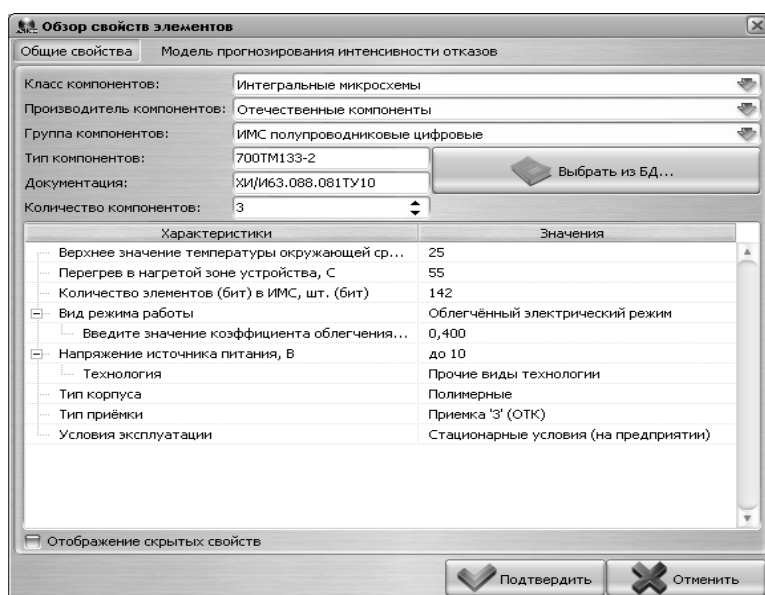 Обзор свойств элементов
Общие свойства Модель прогнозирования интенсивности отказов
Класс компонентов: Интегральные микросхемы
Производитель компонентов: Отечественные компоненты
Группа компонентов: ИМС полупроводниковые цифровые
Тип компонентов: 700ТМ133-2
Выбрать из БД...
Документация: ХИ/И63.088.081ТУ10
Количество компонентов: 3
Характеристики Значения
Верхнее значение температуры окружающей ср... 25
Перегрев в нагретой зоне устройства, С 55
Количество элементов (бит) в ИМС, шт. (бит) 142
Вид режима работы Облегчённый электрический режим
Введите значение коэффициента облегчения... 0,400
Напряжение источника питания, В до 10
Технология Прочие виды технологии
Тип корпуса Полимерные
Тип приёмки Приемка '3' (ОТК)
Условия эксплуатации Стационарные условия (на предприятии)
Отображение скрытых свойств
Подтвердить Отменить